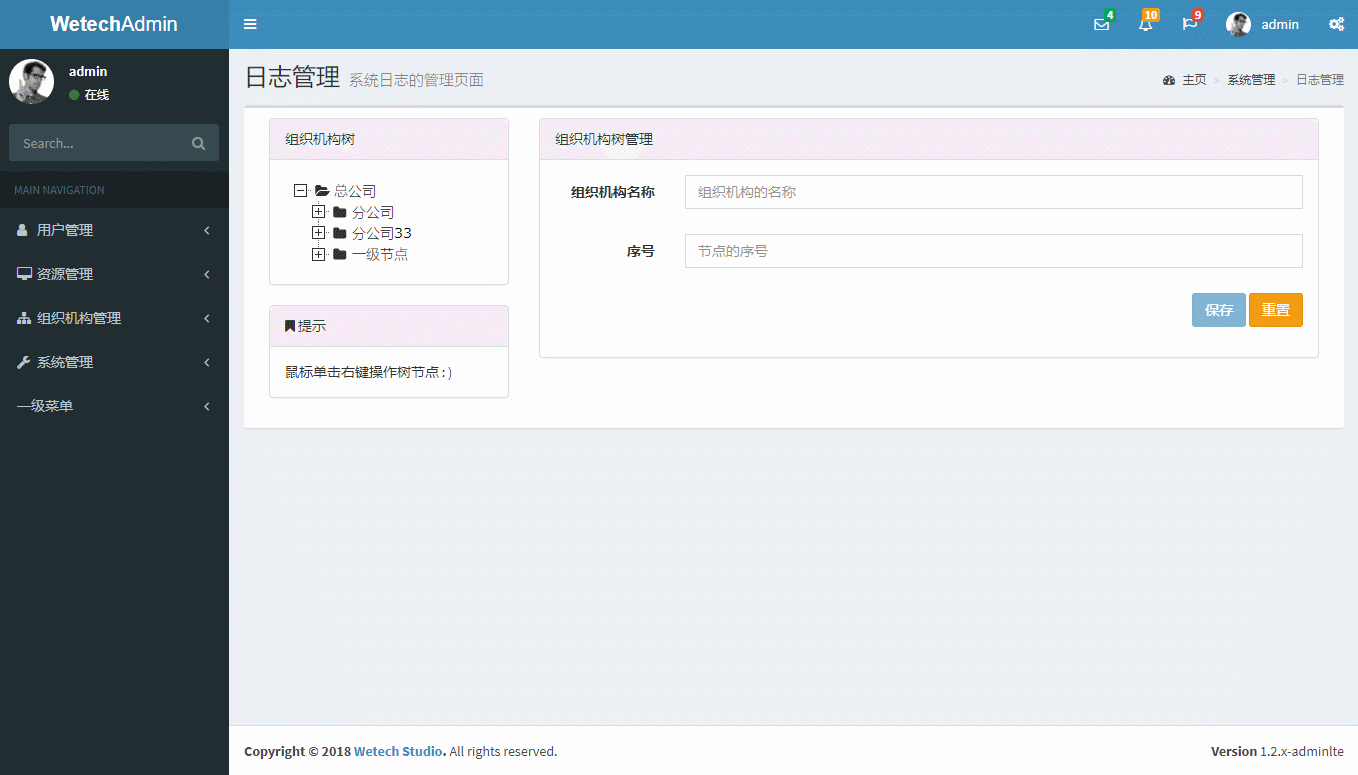 WetechAdmin
4
10
9
admin
admin
在线
Search...
MAIN NAVIGATION
用户管理
资源管理
组织机构管理
系统管理
一级菜单
日志管理 系统日志的管理页面
主页 > 系统管理 > 日志管理
组织机构树
总公司
分公司
分公司33
一级节点
提示
鼠标单击右键操作树节点:)
组织机构树管理
组织机构名称 组织机构的名称
序号 节点的序号
保存 重置
Copyright © 2018 Wetech Studio. All rights reserved.
Version 1.2.x-adminlte